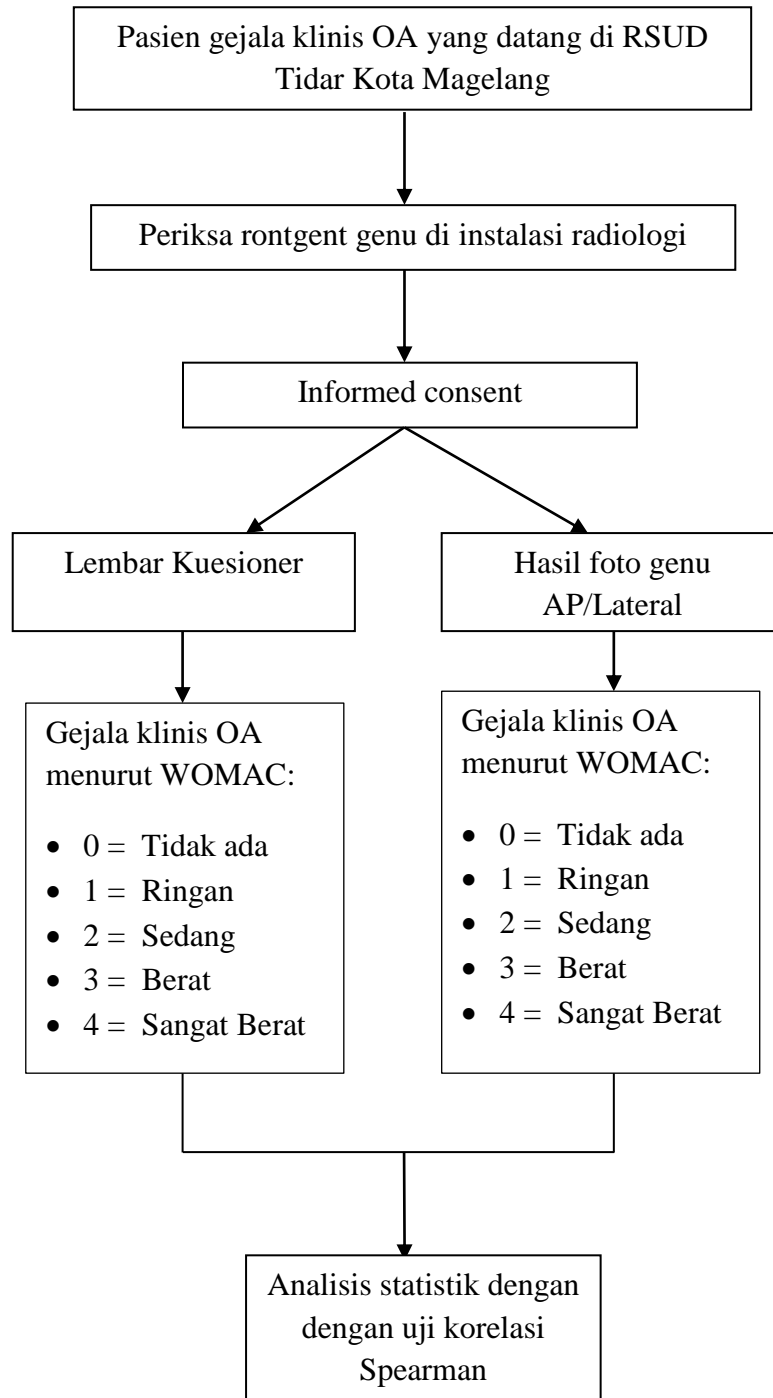 Pasien gejala klinis OA yang datang di RSUD
Tidar Kota Magelang
Periksa rontgent genu di instalasi radiologi
Informed consent
Lembar Kuesioner
Hasil foto genu
AP/Lateral
Gejala klinis OA
menurut WOMAC:
• 0 = Tidak ada
• 1 = Ringan
• 2 = Sedang
• 3 = Berat
• 4 = Sangat Berat
Gejala klinis OA
menurut WOMAC:
• 0 = Tidak ada
• 1 = Ringan
• 2 = Sedang
• 3 = Berat
• 4 = Sangat Berat
Analisis statistik dengan
dengan uji korelasi
Spearman